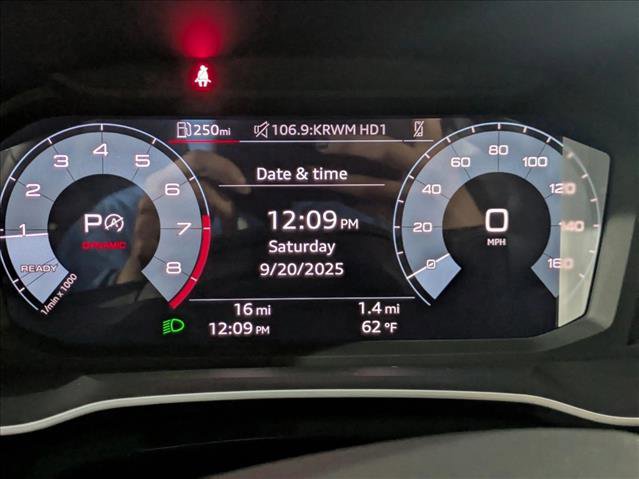 250mi
106.9:KRWM HD1
Date & time
12:09 PM
Saturday
9/20/2025
16 mi
1.4 mi
12:09 PM
62 °F
1
2
3
4
5
6
7
8
READY
1/min x 1000
P
A
DYNAMIC
0
20
40
60
80
100
120
140
160
0
MPH